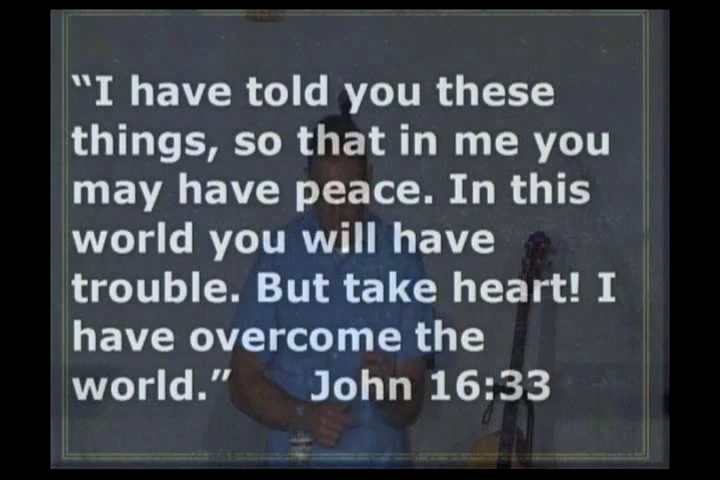 “I have told you these
things, so that in me you
may have peace. In this
world you will have
trouble. But take heart! I
have overcome the
world.” John 16:33